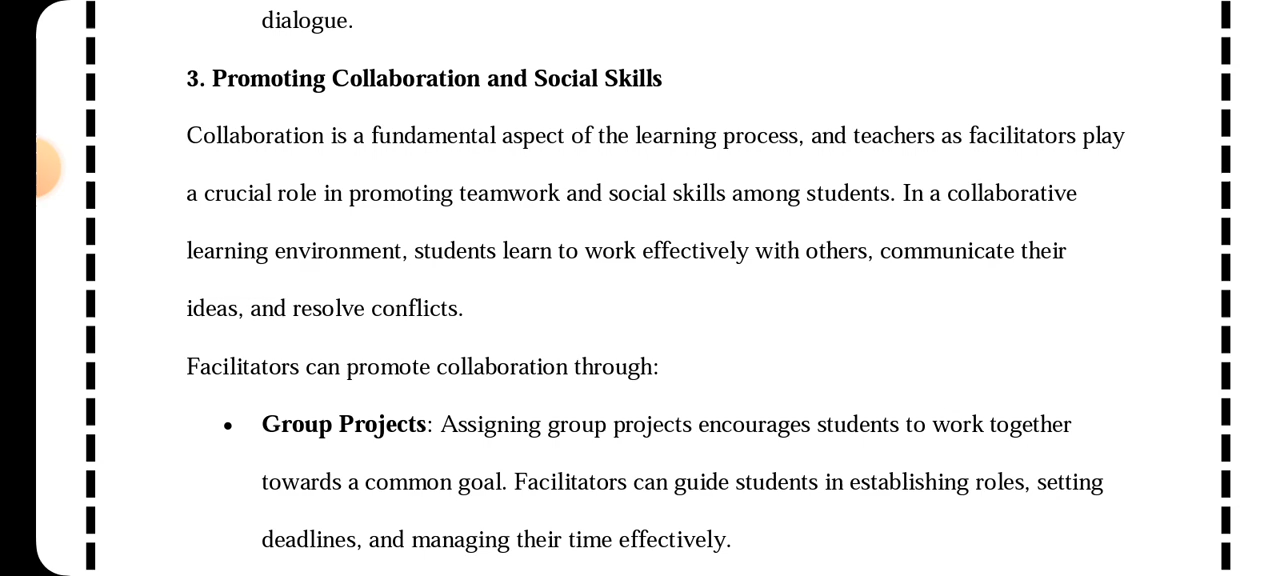 dialogue.
3. Promoting Collaboration and Social Skills
Collaboration is a fundamental aspect of the learning process, and teachers as facilitators play
a crucial role in promoting teamwork and social skills among students. In a collaborative
learning environment, students learn to work effectively with others, communicate their
ideas, and resolve conflicts.
Facilitators can promote collaboration through:
• Group Projects: Assigning group projects encourages students to work together
towards a common goal. Facilitators can guide students in establishing roles, setting
deadlines, and managing their time effectively.